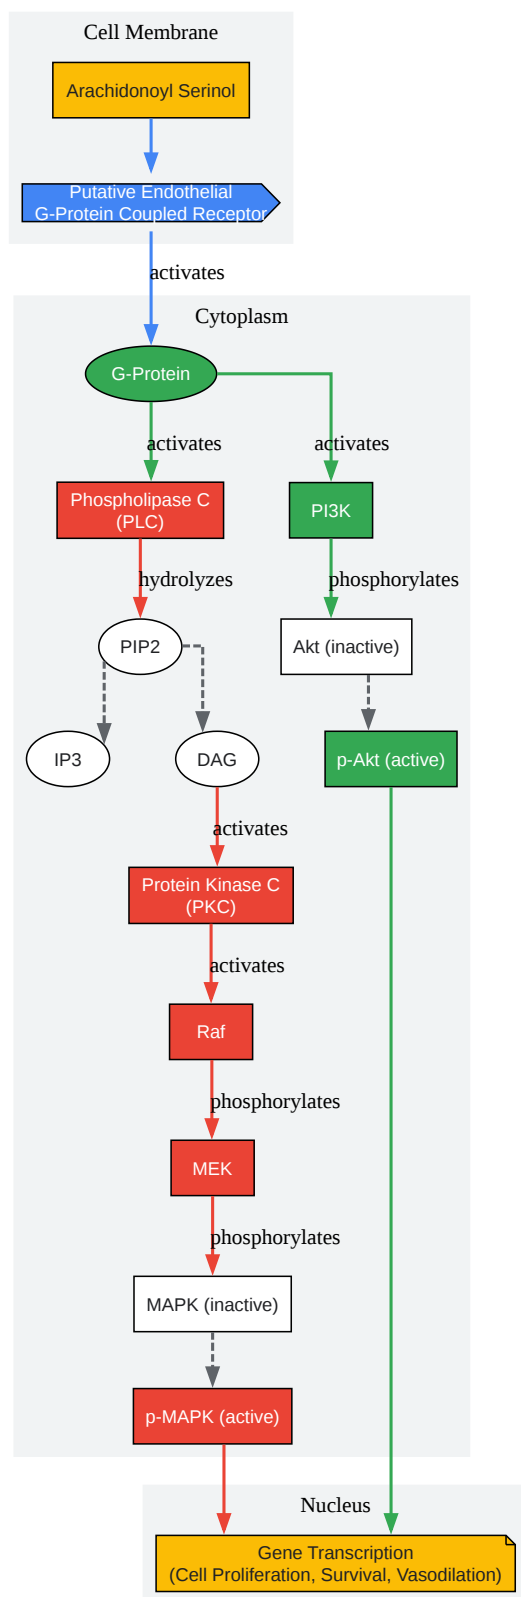 Cell Membrane
Arachidonoyl Serinol
Putative Endothelial
G-Protein Coupled Receptor
activates
Cytoplasm
G-Protein
activates
activates
Phospholipase C
(PLC)
PI3K
hydrolyzes
phosphorylates
PIP2
Akt (inactive)
IP3
DAG
p-Akt (active)
activates
Protein Kinase C
(PKC)
activates
Raf
phosphorylates
MEK
phosphorylates
MAPK (inactive)
p-MAPK (active)
Nucleus
Gene Transcription
(Cell Proliferation, Survival, Vasodilation)